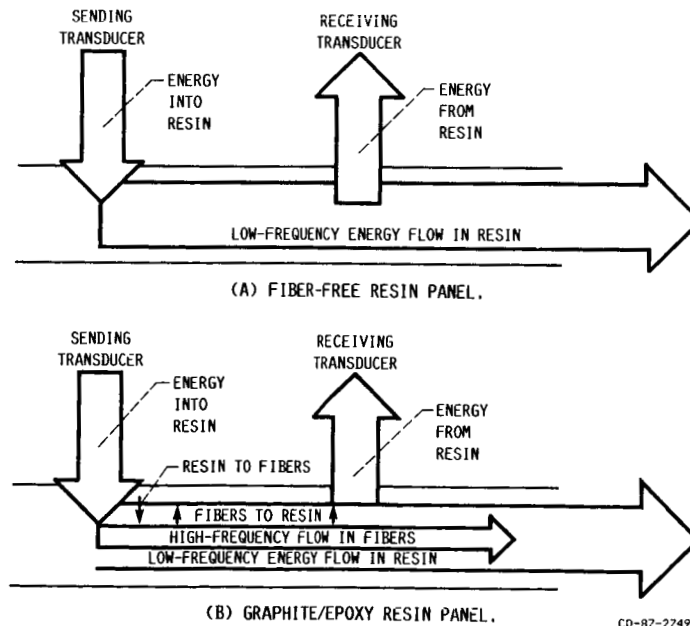 SENDING
TRANSDUCER
RECEIVING
TRANSDUCER
ENERGY
INTO
RESIN
ENERGY
FROM
RESIN
LOW-FREQUENCY ENERGY FLOW IN RESIN
(A) FIBER-FREE RESIN PANEL.
SENDING
TRANSDUCER
RECEIVING
TRANSDUCER
ENERGY
INTO
RESIN
ENERGY
FROM
RESIN
RESIN TO FIBERS
FIBERS TO RESIN
HIGH-FREQUENCY FLOW IN FIBERS
LOW-FREQUENCY ENERGY FLOW IN RESIN
(B) GRAPHITE/EPOXY RESIN PANEL.
CD-87-2749